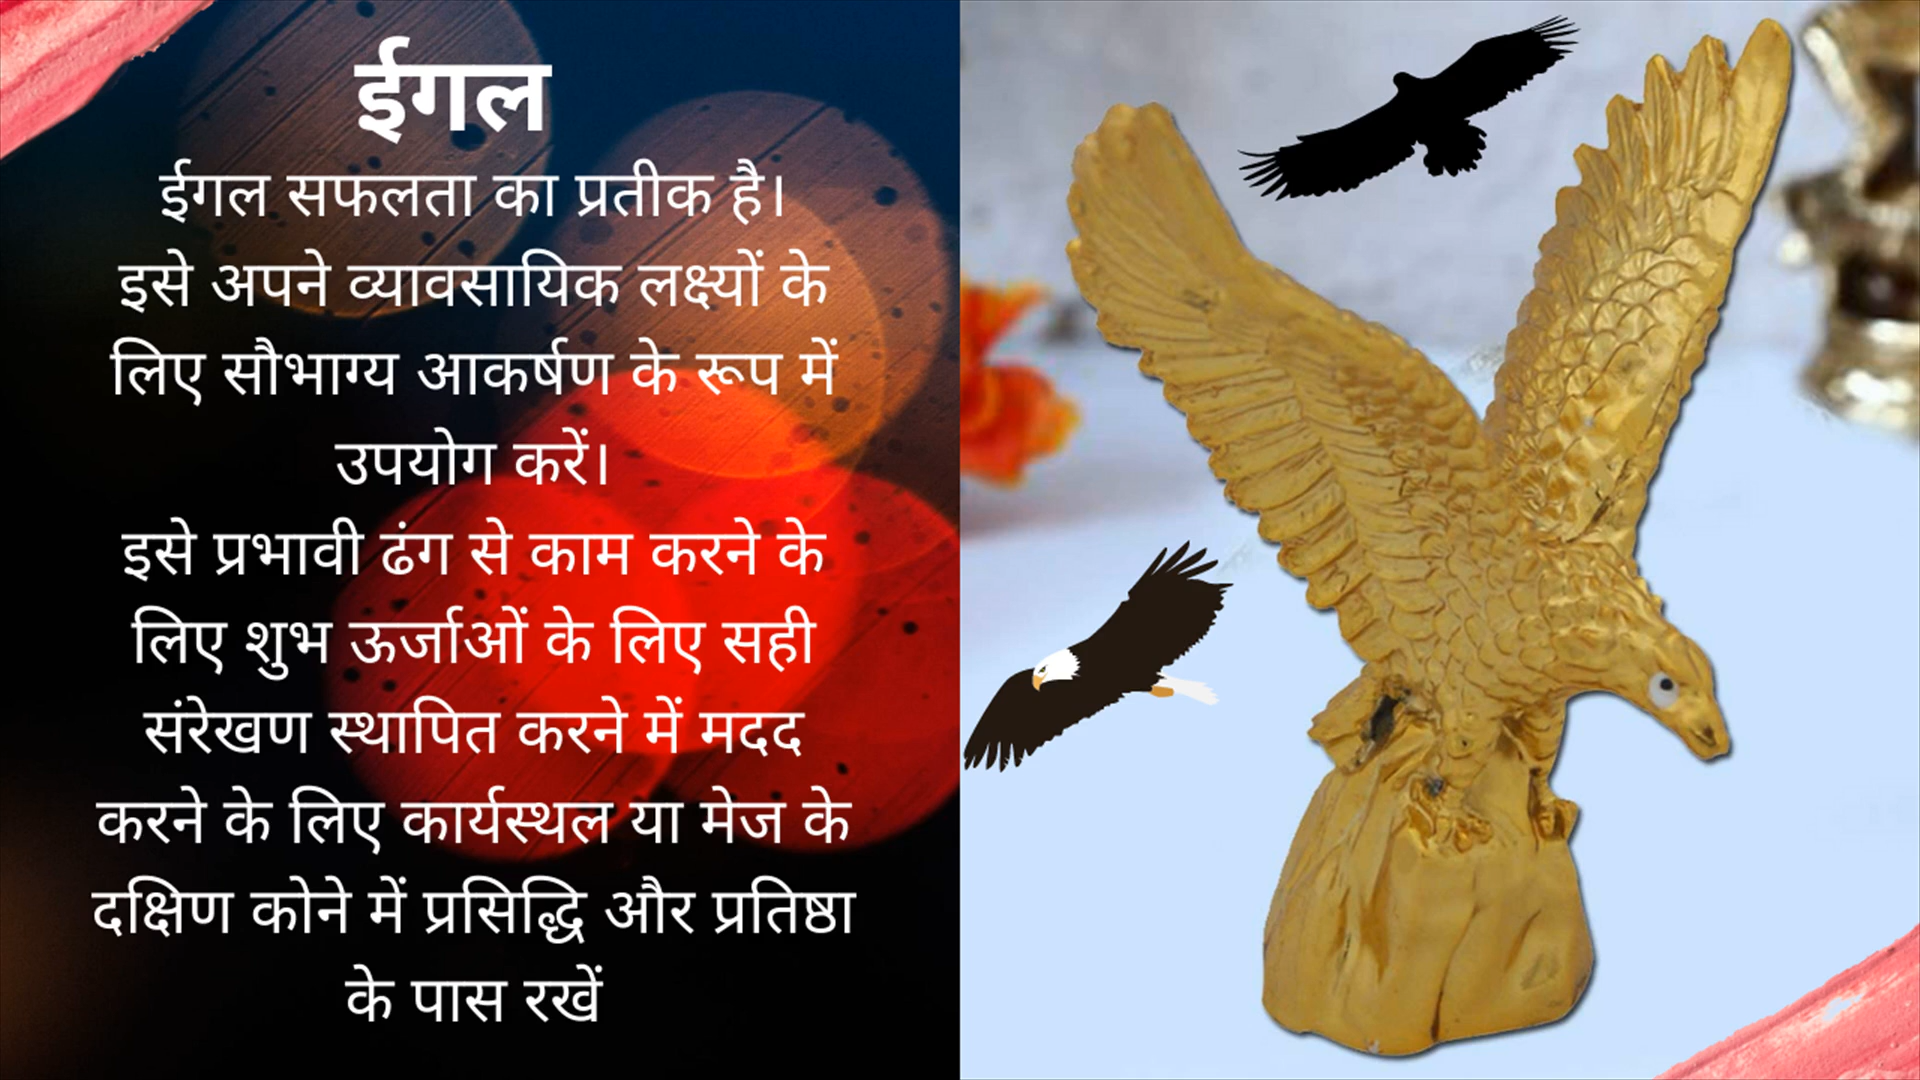 ईगल
ईगल सफलता का प्रतीक है।
इसे अपने व्यावसायिक लक्ष्यों के
लिए सौभाग्य आकर्षण के रूप में
उपयोग करें।
इसे प्रभावी ढंग से काम करने के
लिए शुभ ऊर्जाओं के लिए सही
संरेखण स्थापित करने में मदद
करने के लिए कार्यस्थल या मेज के
दक्षिण कोने में प्रसिद्धि और प्रतिष्ठा
के पास रखें